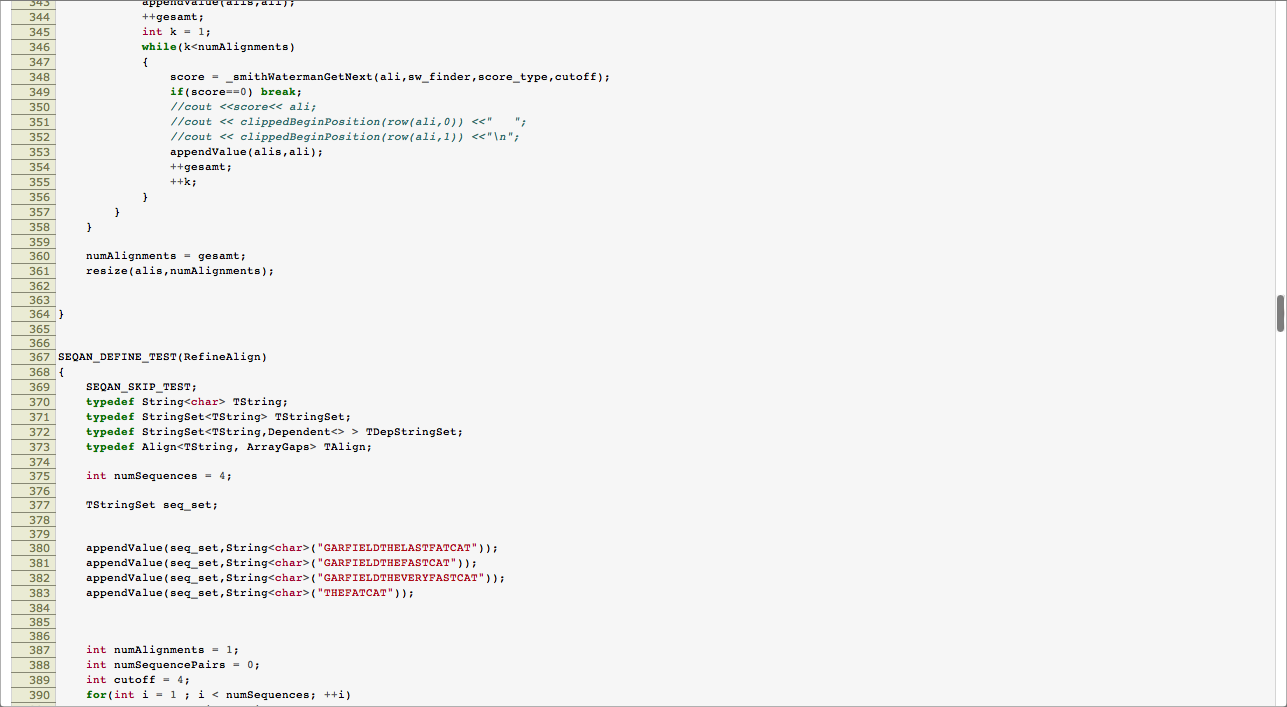 343             appendValue(alis,ali);
344             ++gesamt;
345             int k = 1;
346             while(k<numAlignments)
347             {
348                 score = _smithWatermanGetNext(ali,sw_finder,score_type,cutoff);
349                 if(score==0) break;
350                 //cout <<score<< ali;
351                 //cout << clippedBeginPosition(row(ali,0)) <<"   ";
352                 //cout << clippedBeginPosition(row(ali,1)) <<"\n";
353                 appendValue(alis,ali);
354                 ++gesamt;
355                 ++k;
356             }
357         }
358     }
359
360     numAlignments = gesamt;
361     resize(alis,numAlignments);
362
363
364 }
365
366
367 SEQAN_DEFINE_TEST(RefineAlign)
368 {
369     SEQAN_SKIP_TEST;
370     typedef String<char> TString;
371     typedef StringSet<TString> TStringSet;
372     typedef StringSet<TString,Dependent<> > TDepStringSet;
373     typedef Align<TString, ArrayGaps> TAlign;
374
375     int numSequences = 4;
376
377     TStringSet seq_set;
378
379
380     appendValue(seq_set,String<char>("GARFIELDTHELASTFATCAT"));
381     appendValue(seq_set,String<char>("GARFIELDTHEFASTCAT"));
382     appendValue(seq_set,String<char>("GARFIELDTHEVERYFASTCAT"));
383     appendValue(seq_set,String<char>("THEFATCAT"));
384
385
386
387     int numAlignments = 1;
388     int numSequencePairs = 0;
389     int cutoff = 4;
390     for(int i = 1 ; i < numSequences; ++i)